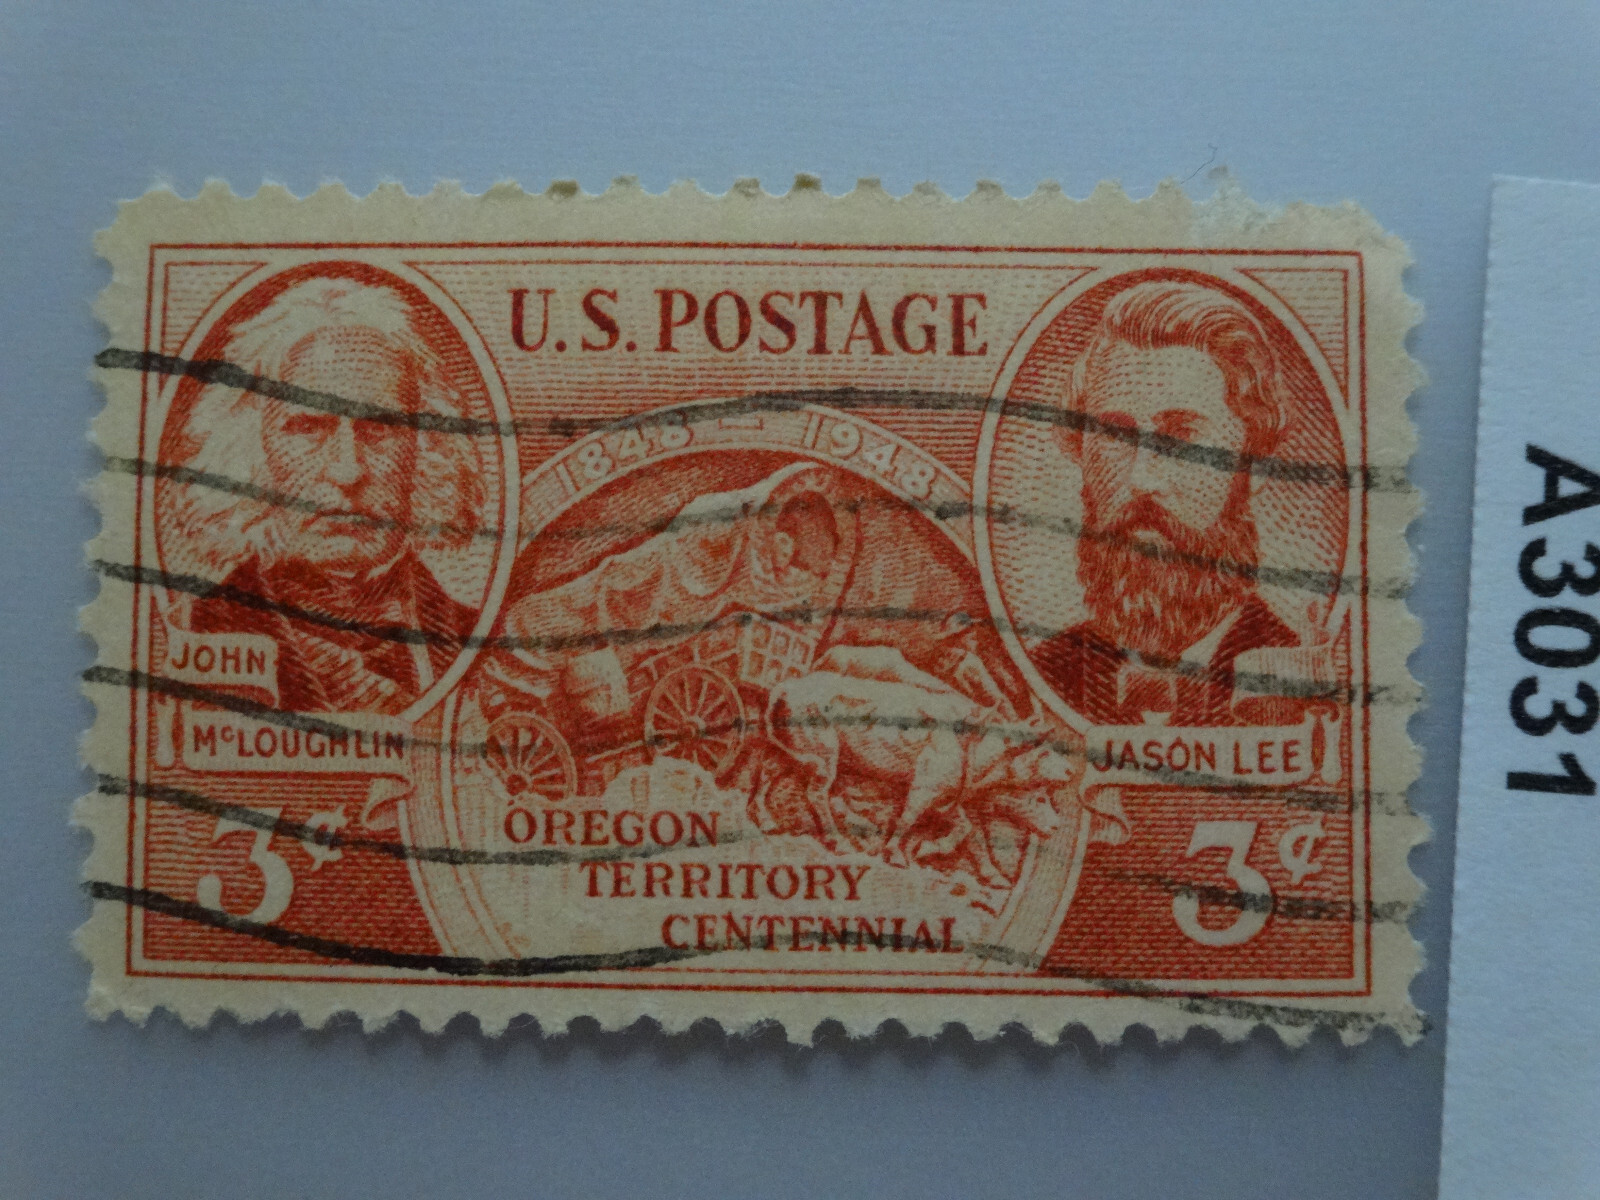 U.S. POSTAGE
1848 – 1948
JOHN
McLOUGHLIN
JASON LEE
3¢
OREGON
TERRITORY
CENTENNIAL
3¢
A3031